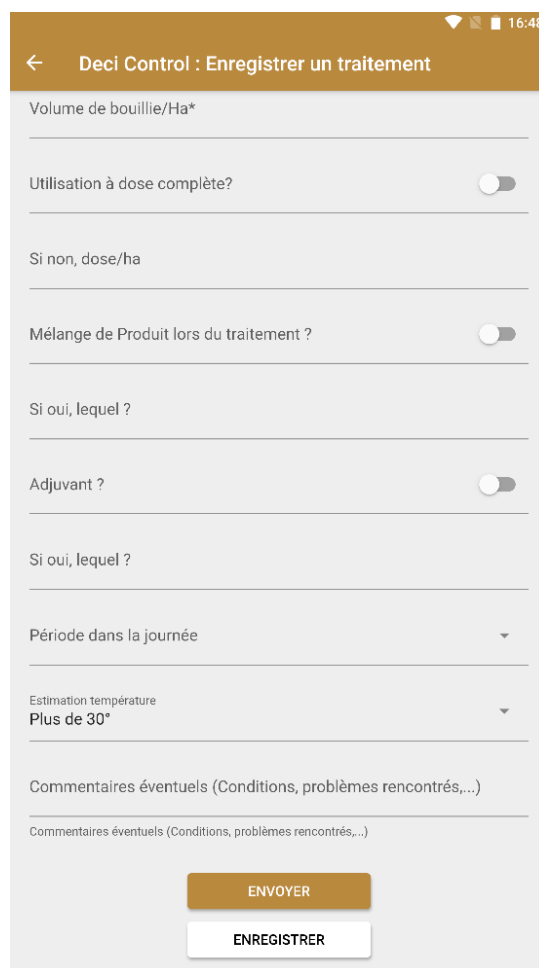 16:48
Deci Control : Enregistrer un traitement
Volume de bouillie/Ha*
Utilisation à dose complète?
Si non, dose/ha
Mélange de Produit lors du traitement ?
Si oui, lequel ?
Adjuvant ?
Si oui, lequel ?
Période dans la journée
Estimation température
Plus de 30°
Commentaires éventuels (Conditions, problèmes rencontrés,...)
Commentaires éventuels (Conditions, problèmes rencontrés,...)
ENVOYER
ENREGISTRER